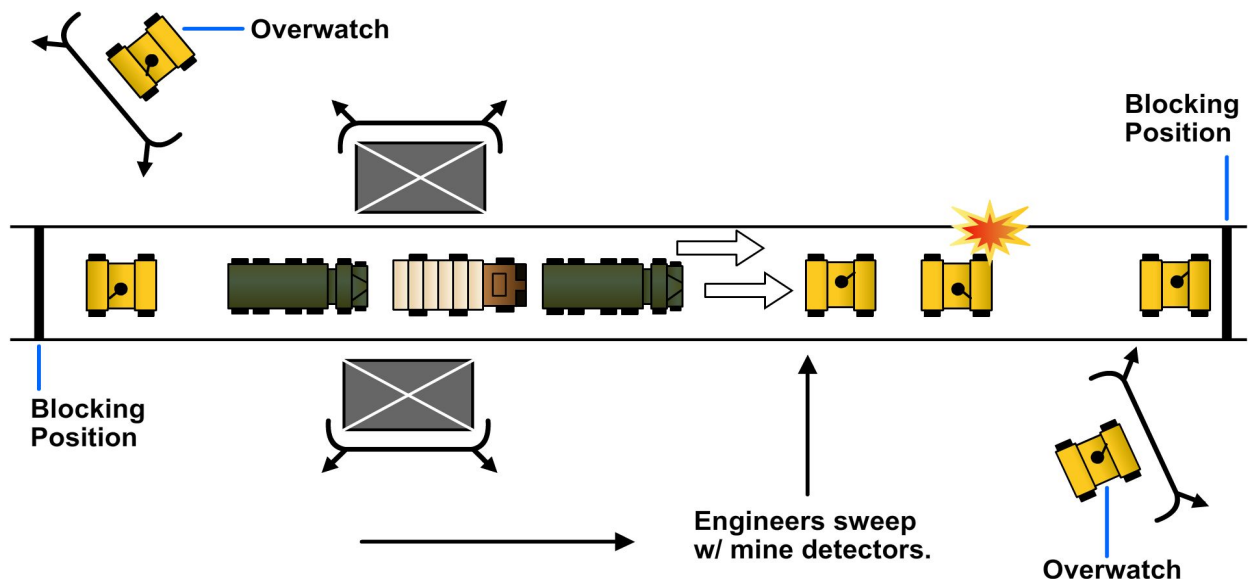 Overwatch
Blocking
Position
Blocking
Position
Engineers sweep
w/ mine detectors.
Overwatch